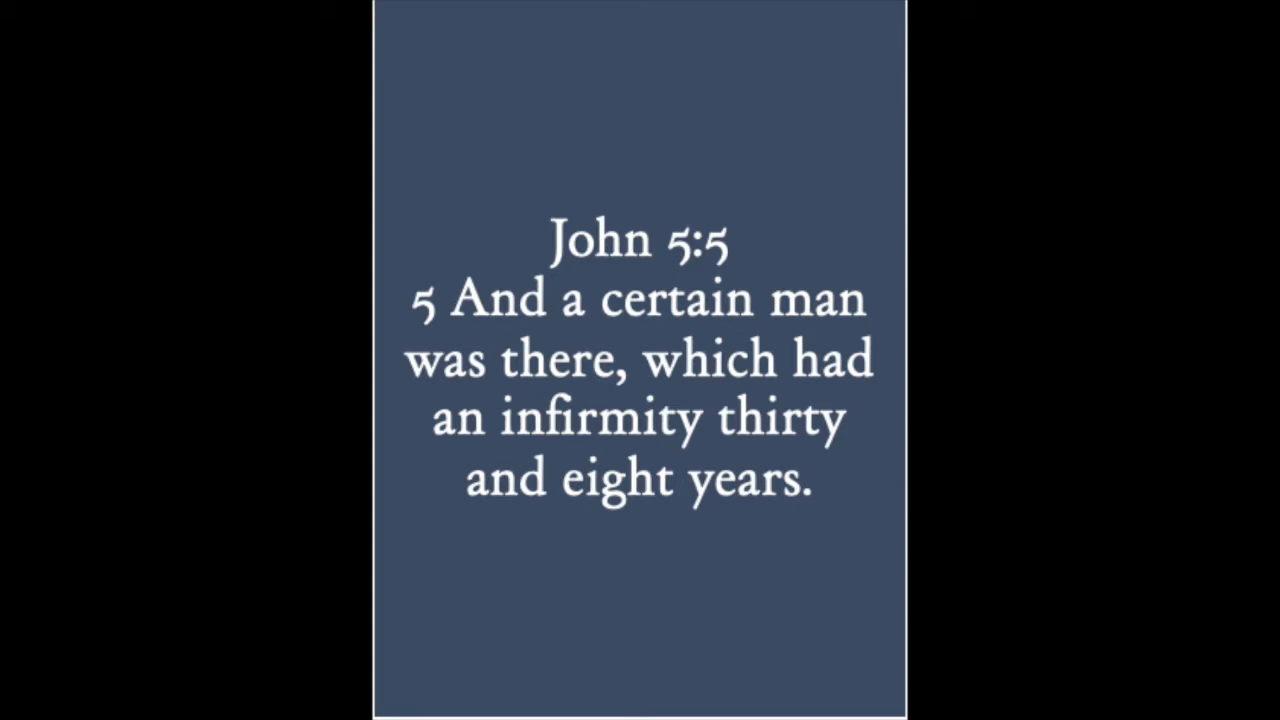 John 5:5
5 And a certain man
was there, which had
an infirmity thirty
and eight years.